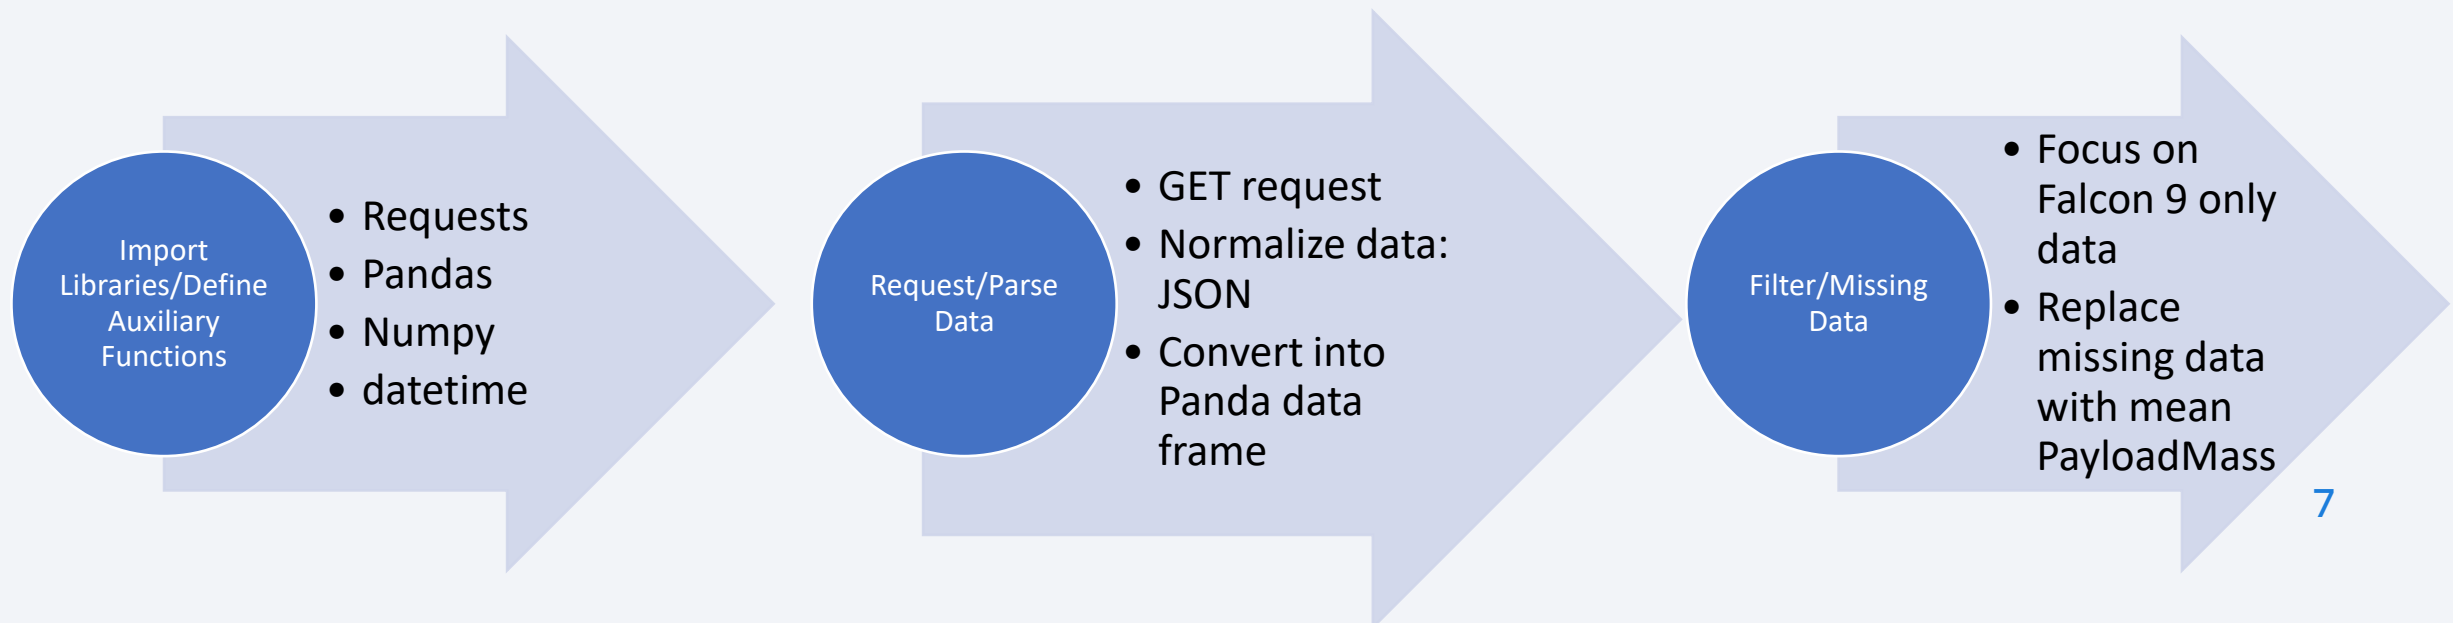 Import
Libraries/Define
Auxiliary
Functions
• Requests
• Pandas
• Numpy
• datetime
Request/Parse
Data
• GET request
• Normalize data:
JSON
• Convert into
Panda data
frame
Filter/Missing
Data
• Focus on
Falcon 9 only
data
• Replace
missing data
with mean
PayloadMass
7